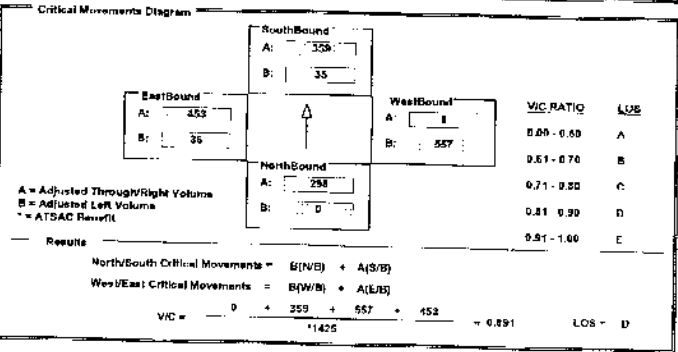 Critical Movements Diagram
SouthBound
A: 359
B: 35
EastBound
A: 453
B: 36
WestBound
A:
B: 557
NorthBound
A: 298
B: 0
A = Adjusted Through/Right Volume
B = Adjusted Left Volume
* = ATSAC Benefit
V/C RATIO LOS
0.00 - 0.60 A
0.61 - 0.70 B
0.71 - 0.80 C
0.81 - 0.90 D
0.91 - 1.00 E
Results
North/South Critical Movements = B(N/B) + A(S/B)
West/East Critical Movements = B(W/B) + A(E/B)
V/C = 0 + 359 + 557 + 453
*1425
= 0.891 LOS = D